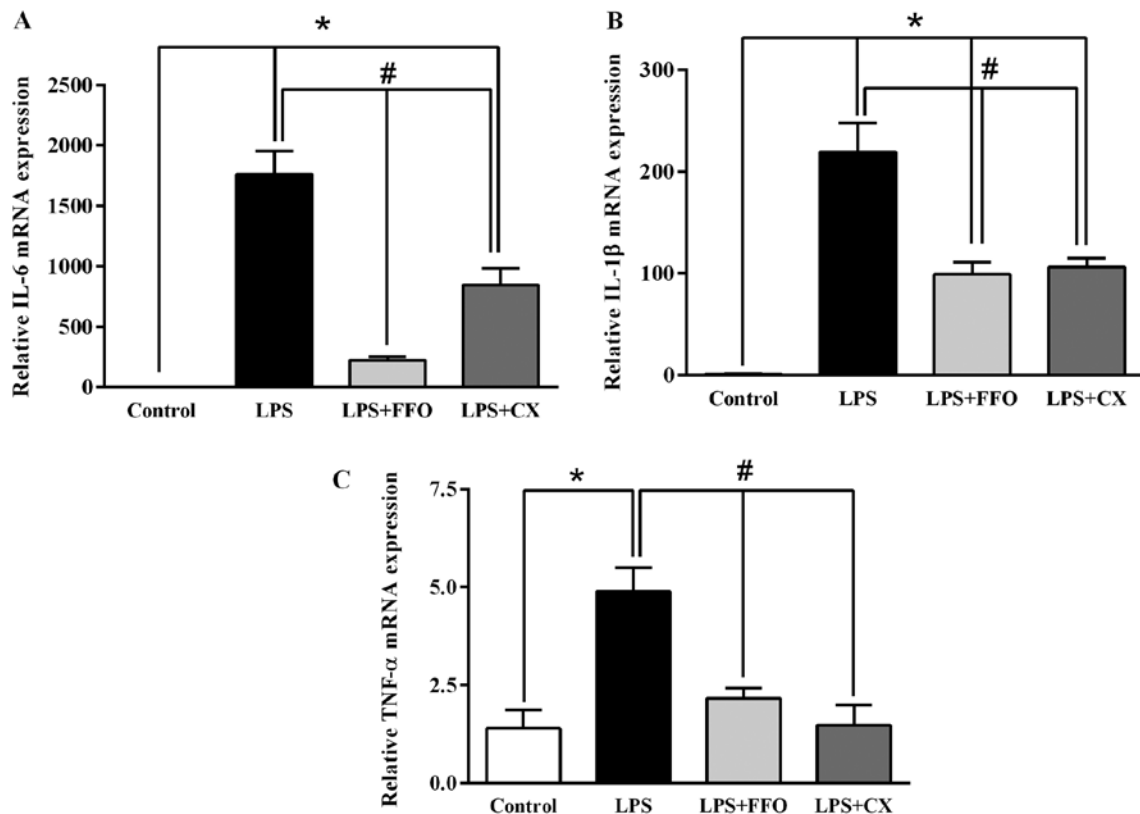 A
*
#
Relative IL-6 mRNA expression
2500
2000
1500
1000
500
0
Control LPS LPS+FFO LPS+CX
B
*
#
Relative IL-1β mRNA expression
300
200
100
0
Control LPS LPS+FFO LPS+CX
C
*
#
Relative TNF-α mRNA expression
7.5
5.0
2.5
0.0
Control LPS LPS+FFO LPS+CX